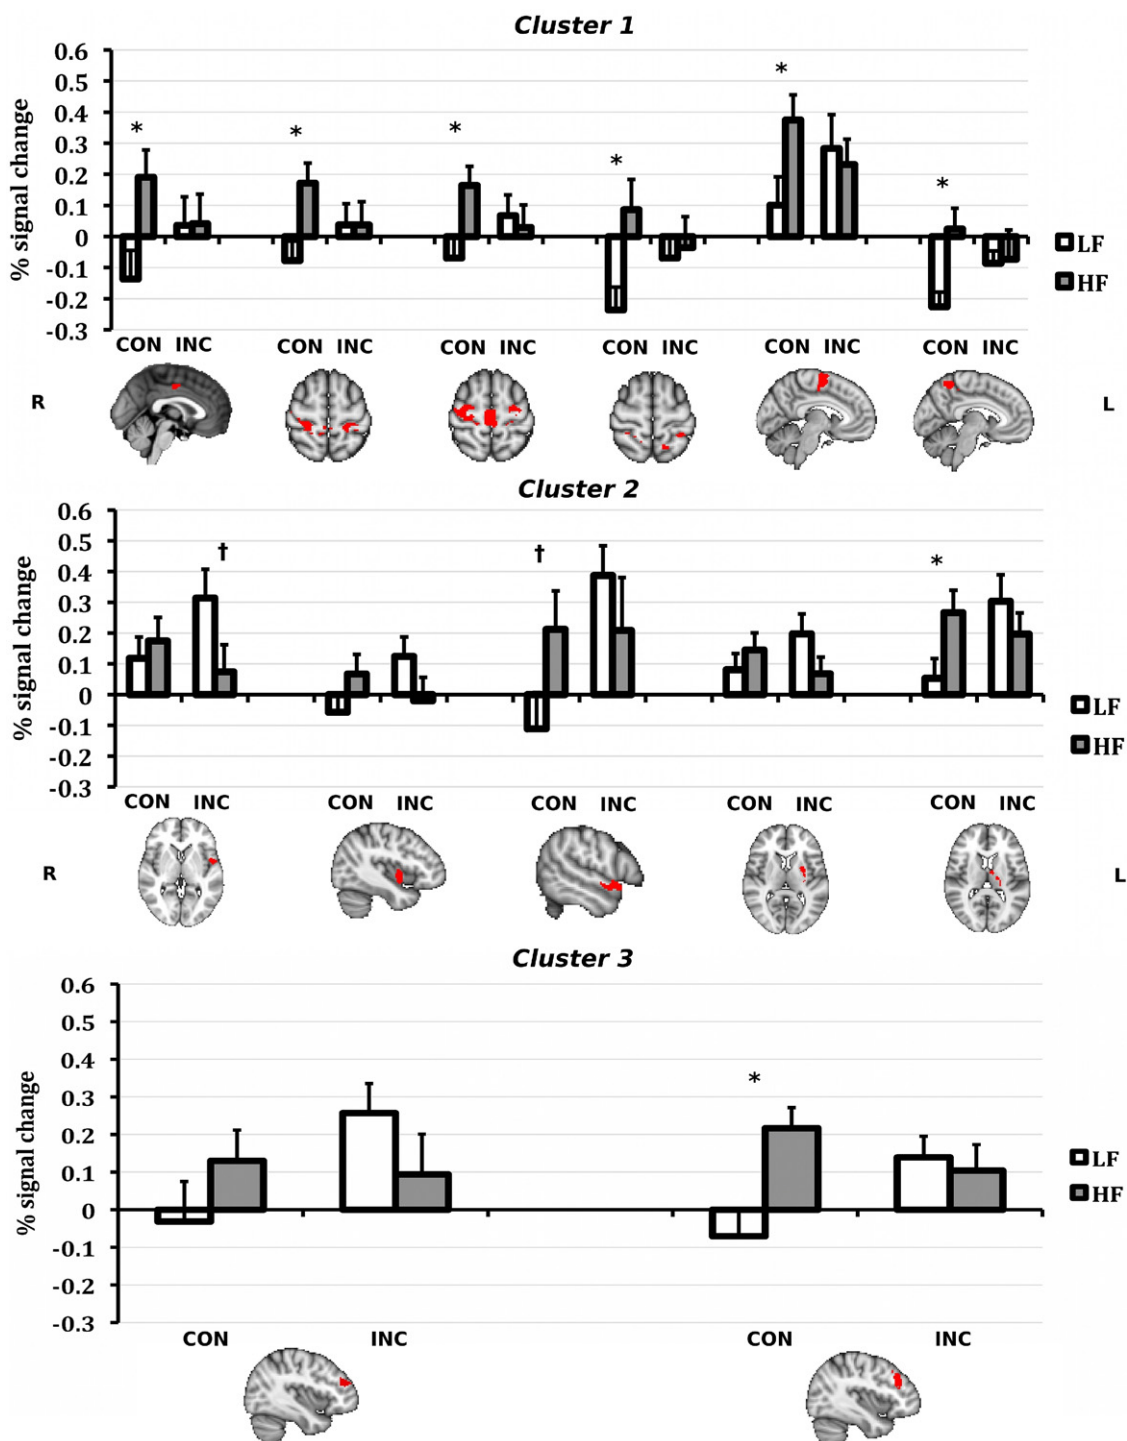 Cluster 1
% signal change
0.6
0.5
0.4
0.3
0.2
0.1
0
-0.1
-0.2
-0.3
* * * * * *
LF
HF
CON INC CON INC CON INC CON INC CON INC CON INC
R L
Cluster 2
% signal change
0.6
0.5
0.4
0.3
0.2
0.1
0
-0.1
-0.2
-0.3
† † *
LF
HF
CON INC CON INC CON INC CON INC CON INC
R L
Cluster 3
% signal change
0.6
0.5
0.4
0.3
0.2
0.1
0
-0.1
-0.2
-0.3
*
LF
HF
CON INC CON INC